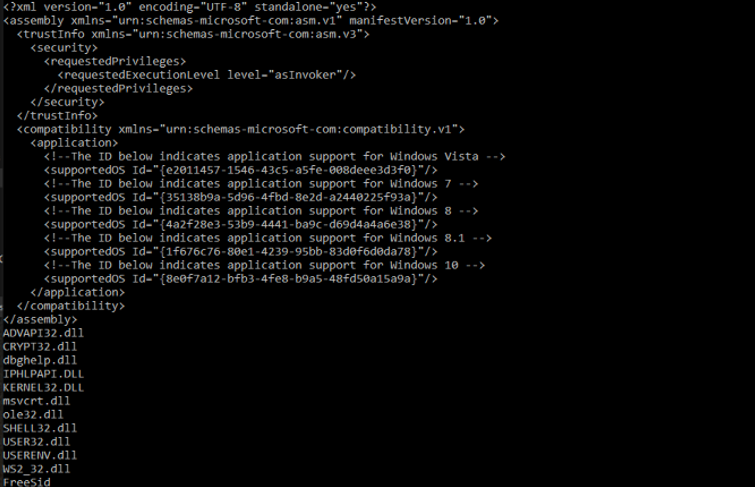 <?xml version="1.0" encoding="UTF-8" standalone="yes"?>
<assembly xmlns="urn:schemas-microsoft-com:asm.v1" manifestVersion="1.0">
  <trustInfo xmlns="urn:schemas-microsoft-com:asm.v3">
    <security>
      <requestedPrivileges>
        <requestedExecutionLevel level="asInvoker"/>
      </requestedPrivileges>
    </security>
  </trustInfo>
  <compatibility xmlns="urn:schemas-microsoft-com:compatibility.v1">
    <application>
      <!--The ID below indicates application support for Windows Vista -->
      <supportedOS Id="{e2011457-1546-43c5-a5fe-008deee3d3f0}"/>
      <!--The ID below indicates application support for Windows 7 -->
      <supportedOS Id="{35138b9a-5d96-4fbd-8e2d-a2440225f93a}"/>
      <!--The ID below indicates application support for Windows 8 -->
      <supportedOS Id="{4a2f28e3-53b9-4441-ba9c-d69d4a4a6e38}"/>
      <!--The ID below indicates application support for Windows 8.1 -->
      <supportedOS Id="{1f676c76-80e1-4239-95bb-83d0f6d0da78}"/>
      <!--The ID below indicates application support for Windows 10 -->
      <supportedOS Id="{8e0f7a12-bfb3-4fe8-b9a5-48fd50a15a9a}"/>
    </application>
  </compatibility>
</assembly>
ADVAPI32.dll
CRYPT32.dll
dbghelp.dll
IPHLPAPI.DLL
KERNEL32.DLL
msvcrt.dll
ole32.dll
SHELL32.dll
USER32.dll
USERENV.dll
WS2_32.dll
FreeSid